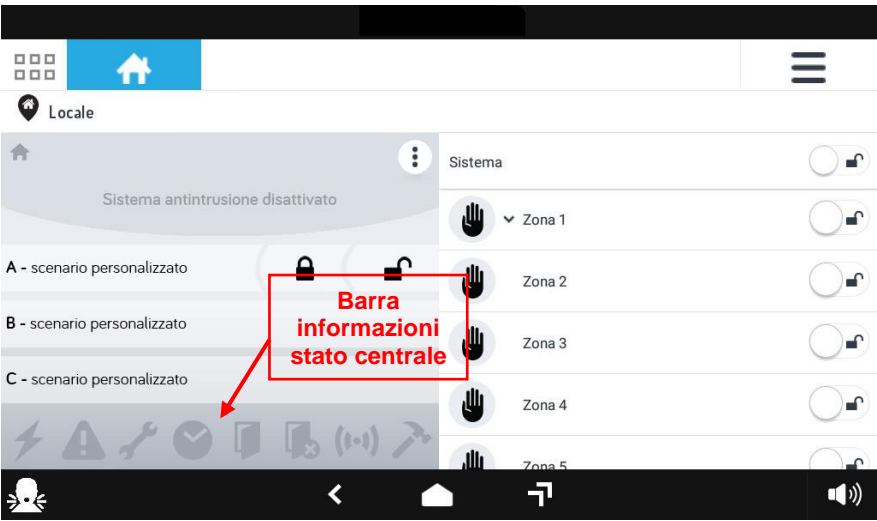 Locale
Sistema antintrusione disattivato
A - scenario personalizzato
B - scenario personalizzato
C - scenario personalizzato
Barra
informazioni
stato centrale
Sistema
Zona 1
Zona 2
Zona 3
Zona 4
Zona 5